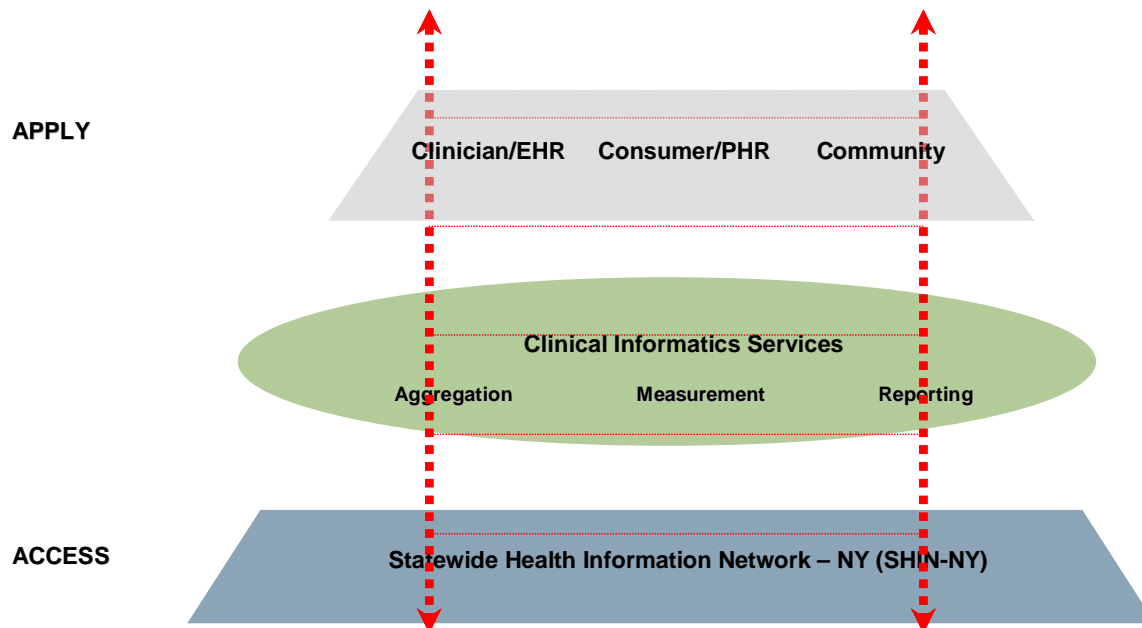 APPLY
Clinician/EHR Consumer/PHR Community
Clinical Informatics Services
Aggregation Measurement Reporting
ACCESS
Statewide Health Information Network – NY (SHIN-NY)